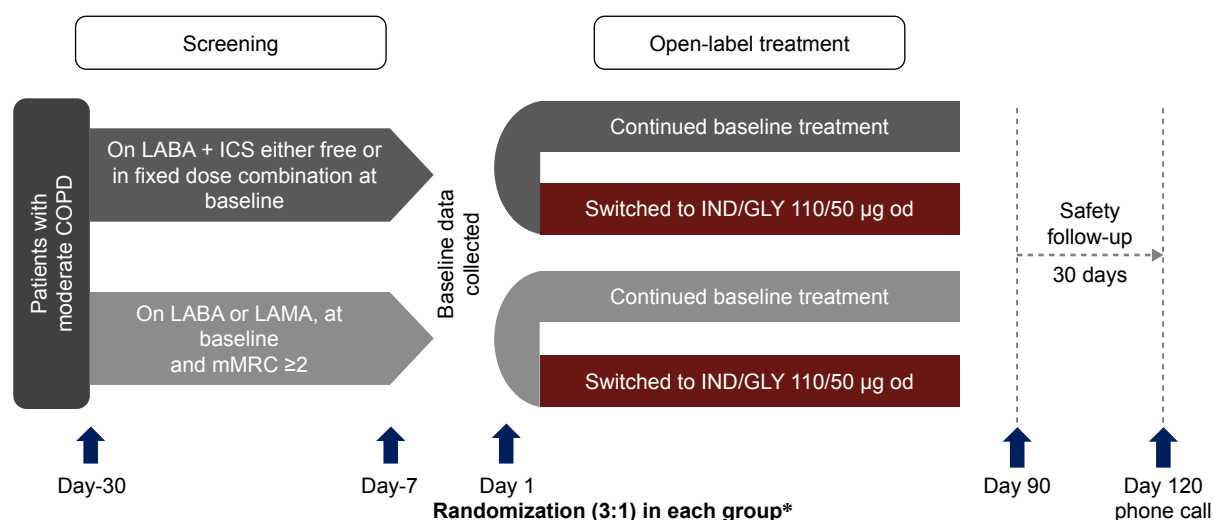 Screening
Open-label treatment
Patients with
moderate COPD
On LABA + ICS either free or
in fixed dose combination at
baseline
On LABA or LAMA, at
baseline
and mMRC ≥2
Baseline data
collected
Continued baseline treatment
Switched to IND/GLY 110/50 µg od
Continued baseline treatment
Switched to IND/GLY 110/50 µg od
Safety
follow-up
30 days
Day-30
Day-7
Day 1
Randomization (3:1) in each group*
Day 90
Day 120
phone call